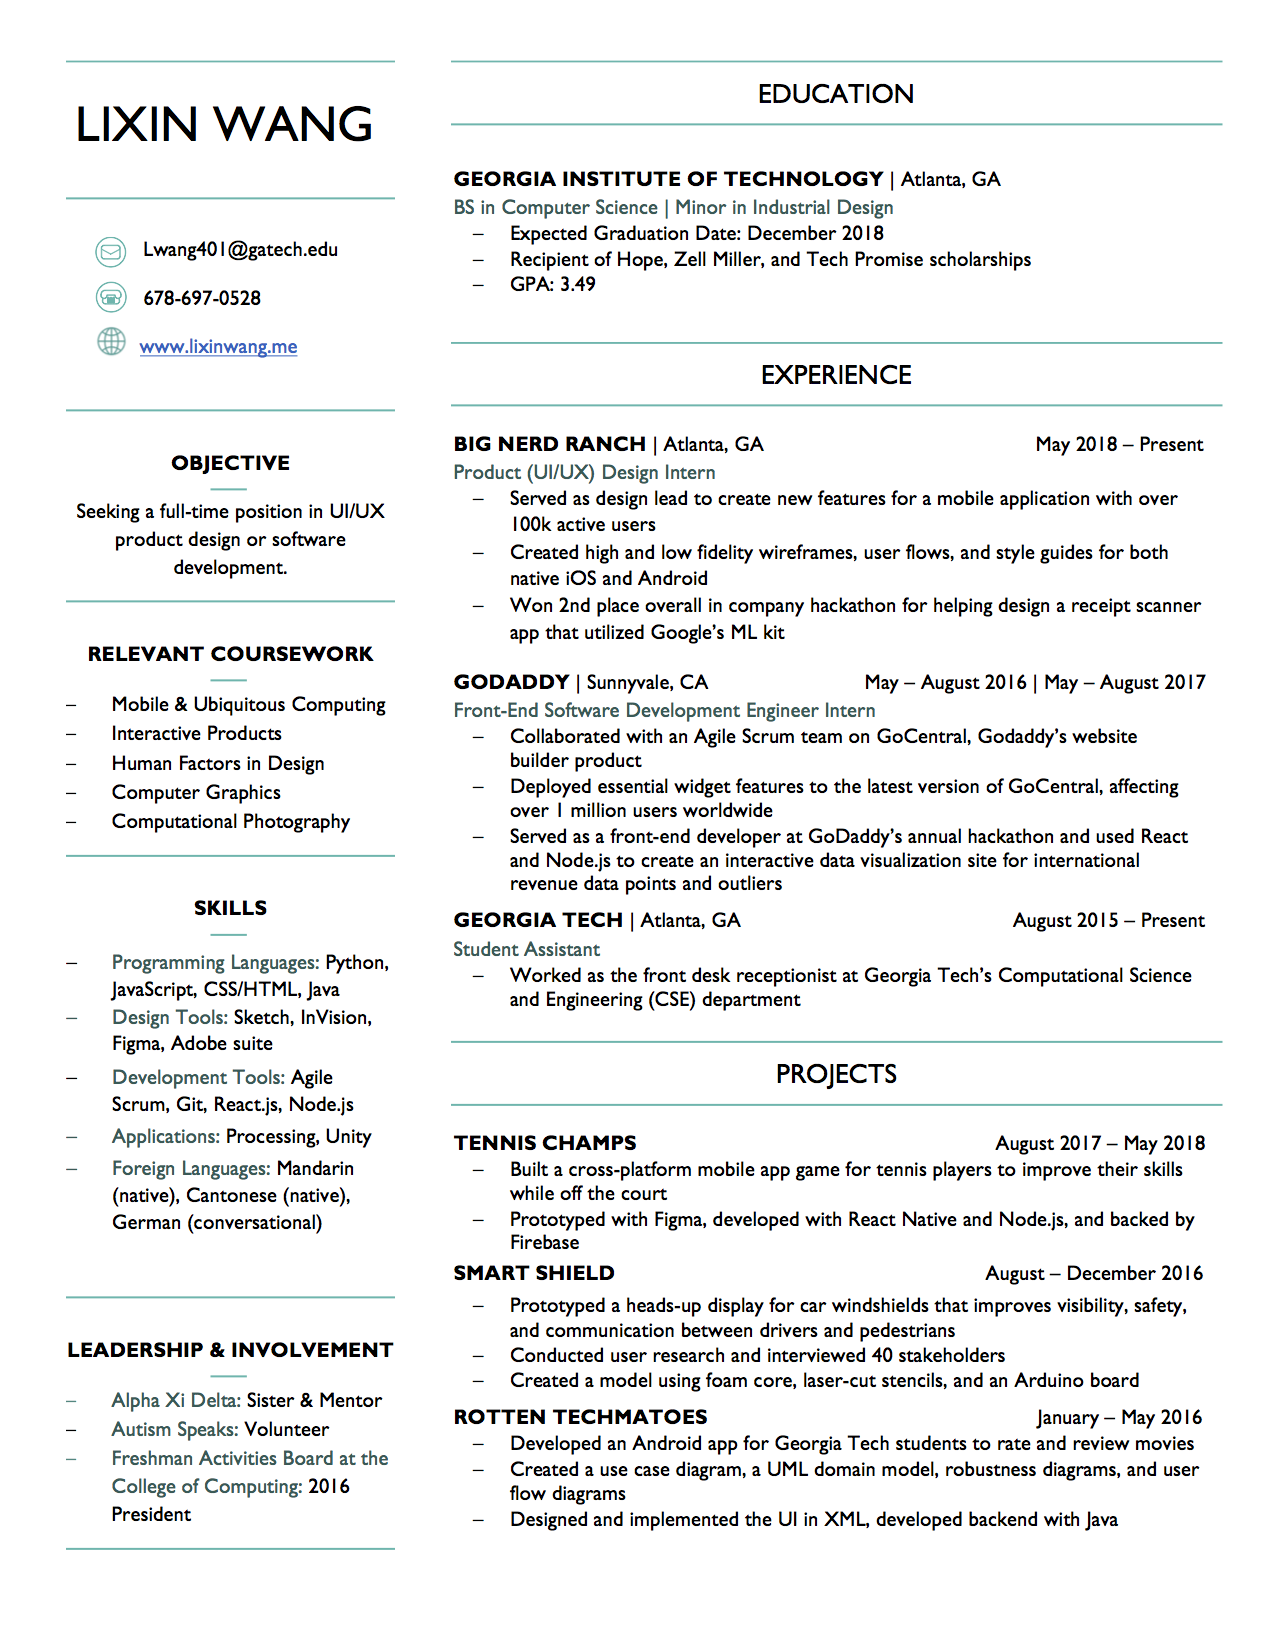 LIXIN WANG
Lwang401@gatech.edu
678-697-0528
www.lixinwang.me
OBJECTIVE
Seeking a full-time position in UI/UX
product design or software
development.
RELEVANT COURSEWORK
– Mobile & Ubiquitous Computing
– Interactive Products
– Human Factors in Design
– Computer Graphics
– Computational Photography
SKILLS
– Programming Languages: Python,
JavaScript, CSS/HTML, Java
– Design Tools: Sketch, InVision,
Figma, Adobe suite
– Development Tools: Agile
Scrum, Git, React.js, Node.js
– Applications: Processing, Unity
– Foreign Languages: Mandarin
(native), Cantonese (native),
German (conversational)
LEADERSHIP & INVOLVEMENT
– Alpha Xi Delta: Sister & Mentor
– Autism Speaks: Volunteer
– Freshman Activities Board at the
College of Computing: 2016
President
EDUCATION
GEORGIA INSTITUTE OF TECHNOLOGY | Atlanta, GA
BS in Computer Science | Minor in Industrial Design
– Expected Graduation Date: December 2018
– Recipient of Hope, Zell Miller, and Tech Promise scholarships
– GPA: 3.49
EXPERIENCE
BIG NERD RANCH | Atlanta, GA May 2018 – Present
Product (UI/UX) Design Intern
– Served as design lead to create new features for a mobile application with over
100k active users
– Created high and low fidelity wireframes, user flows, and style guides for both
native iOS and Android
– Won 2nd place overall in company hackathon for helping design a receipt scanner
app that utilized Google’s ML kit
GODADDY | Sunnyvale, CA May – August 2016 | May – August 2017
Front-End Software Development Engineer Intern
– Collaborated with an Agile Scrum team on GoCentral, Godaddy’s website
builder product
– Deployed essential widget features to the latest version of GoCentral, affecting
over 1 million users worldwide
– Served as a front-end developer at GoDaddy’s annual hackathon and used React
and Node.js to create an interactive data visualization site for international
revenue data points and outliers
GEORGIA TECH | Atlanta, GA August 2015 – Present
Student Assistant
– Worked as the front desk receptionist at Georgia Tech’s Computational Science
and Engineering (CSE) department
PROJECTS
TENNIS CHAMPS August 2017 – May 2018
– Built a cross-platform mobile app game for tennis players to improve their skills
while off the court
– Prototyped with Figma, developed with React Native and Node.js, and backed by
Firebase
SMART SHIELD August – December 2016
– Prototyped a heads-up display for car windshields that improves visibility, safety,
and communication between drivers and pedestrians
– Conducted user research and interviewed 40 stakeholders
– Created a model using foam core, laser-cut stencils, and an Arduino board
ROTTEN TECHMATOES January – May 2016
– Developed an Android app for Georgia Tech students to rate and review movies
– Created a use case diagram, a UML domain model, robustness diagrams, and user
flow diagrams
– Designed and implemented the UI in XML, developed backend with Java